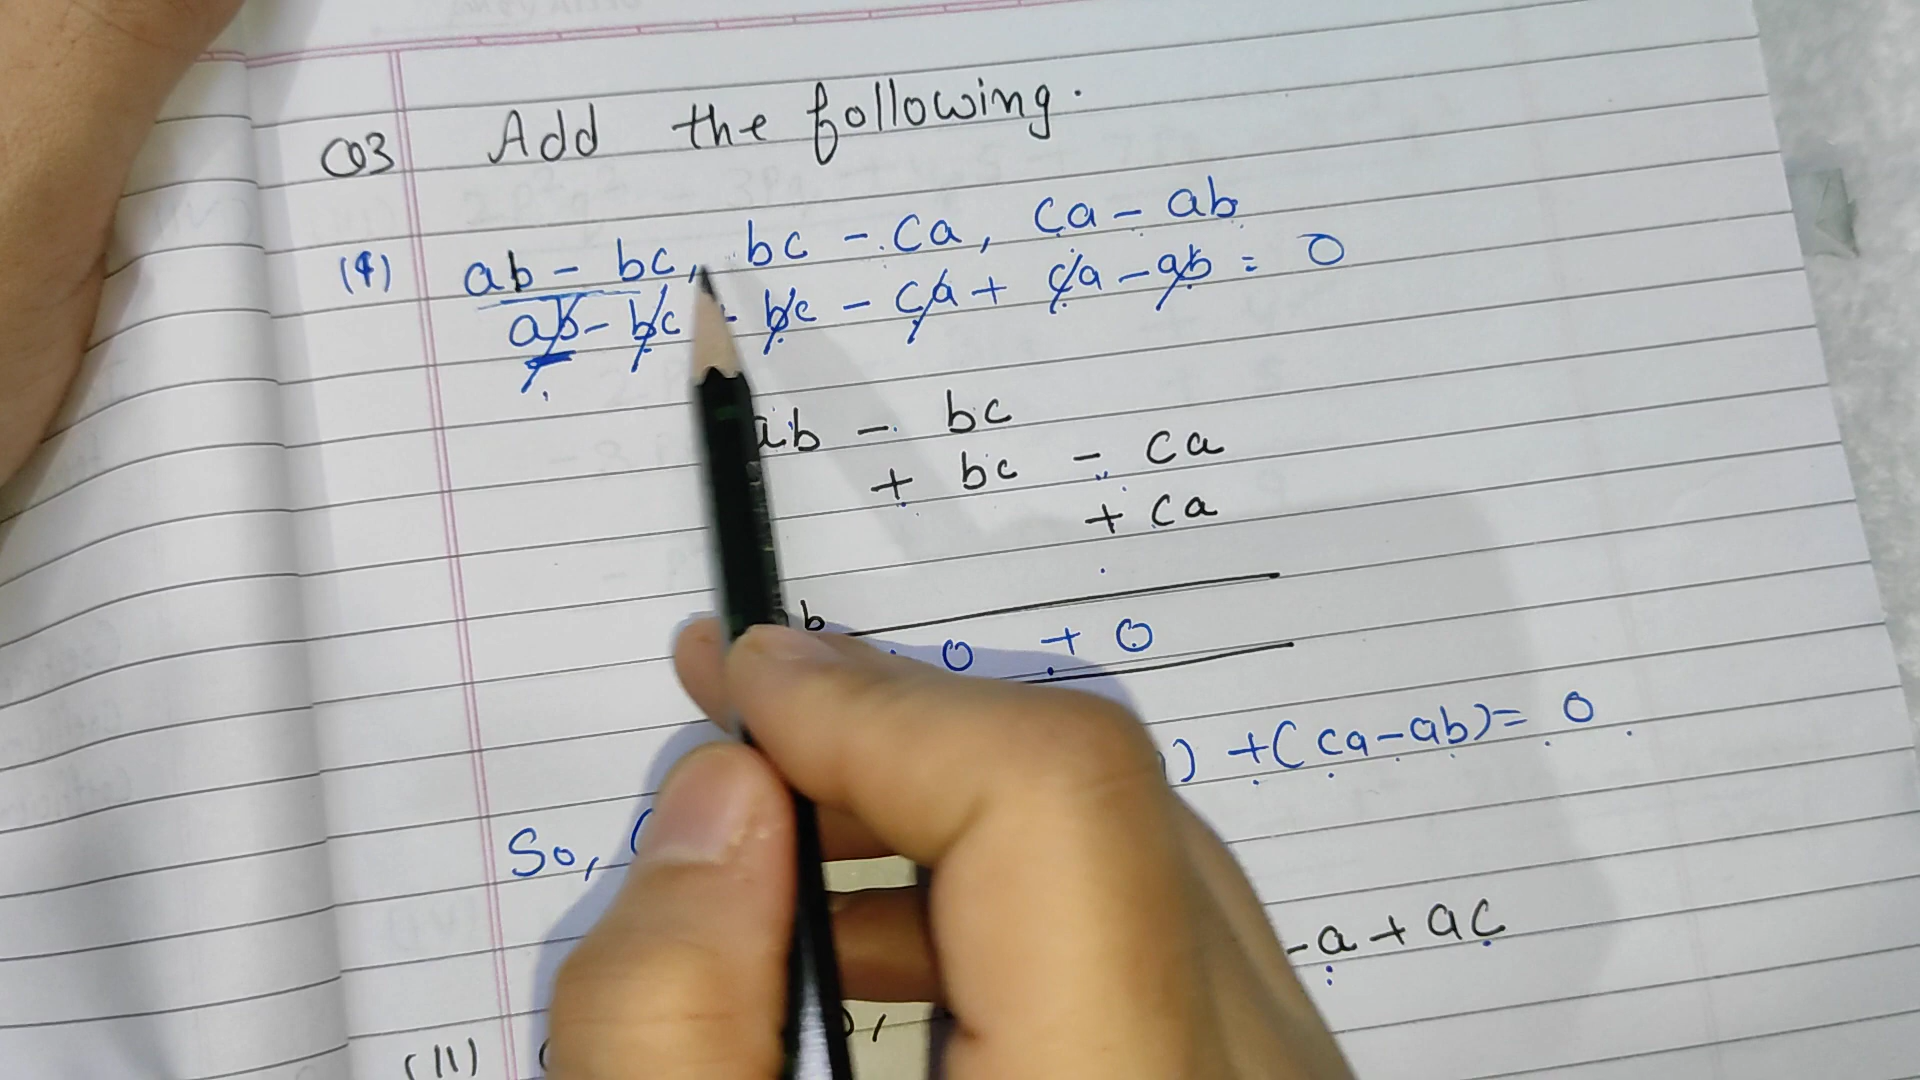 Q3 Add the following.
(i) ab - bc, bc - ca, ca - ab
ab - bc + bc - ca + ca - ab = 0
ab - bc
+ bc - ca
+ ca
b
0 + 0
) + (ca-ab) = 0
So, (
-a + ac
(11)